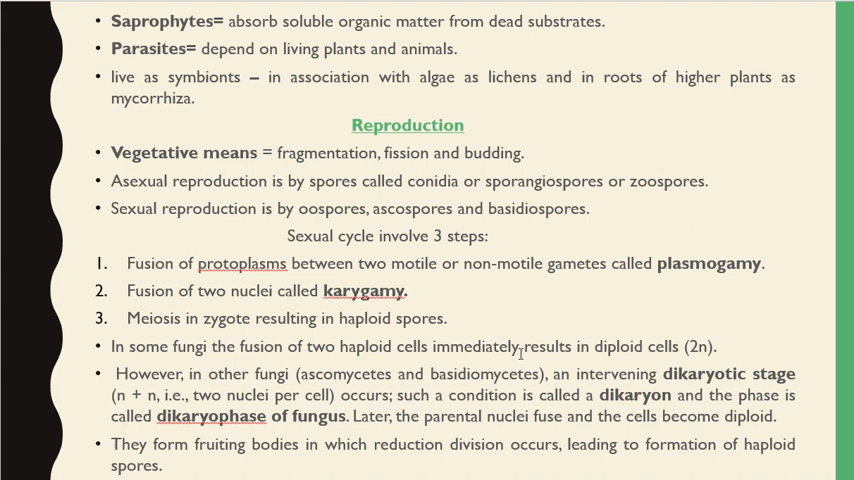 • Saprophytes= absorb soluble organic matter from dead substrates.
• Parasites= depend on living plants and animals.
• live as symbionts – in association with algae as lichens and in roots of higher plants as
mycorrhiza.
Reproduction
• Vegetative means = fragmentation, fission and budding.
• Asexual reproduction is by spores called conidia or sporangiospores or zoospores.
• Sexual reproduction is by oospores, ascospores and basidiospores.
Sexual cycle involve 3 steps:
1. Fusion of protoplasms between two motile or non-motile gametes called plasmogamy.
2. Fusion of two nuclei called karygamy.
3. Meiosis in zygote resulting in haploid spores.
• In some fungi the fusion of two haploid cells immediately results in diploid cells (2n).
• However, in other fungi (ascomycetes and basidiomycetes), an intervening dikaryotic stage
(n + n, i.e., two nuclei per cell) occurs; such a condition is called a dikaryon and the phase is
called dikaryophase of fungus. Later, the parental nuclei fuse and the cells become diploid.
• They form fruiting bodies in which reduction division occurs, leading to formation of haploid
spores.